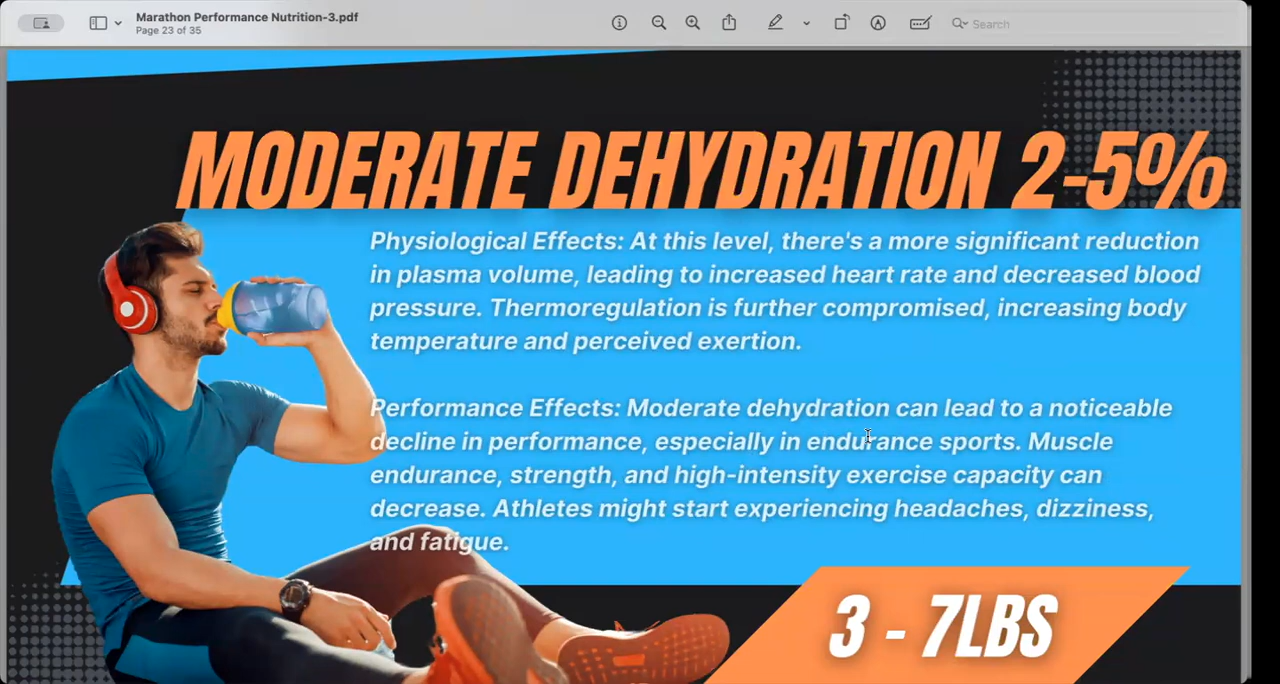 Marathon Performance Nutrition-3.pdf
Page 23 of 35
Search
MODERATE DEHYDRATION 2-5%
Physiological Effects: At this level, there's a more significant reduction
in plasma volume, leading to increased heart rate and decreased blood
pressure. Thermoregulation is further compromised, increasing body
temperature and perceived exertion.
Performance Effects: Moderate dehydration can lead to a noticeable
decline in performance, especially in endurance sports. Muscle
endurance, strength, and high-intensity exercise capacity can
decrease. Athletes might start experiencing headaches, dizziness,
and fatigue.
3 - 7LBS